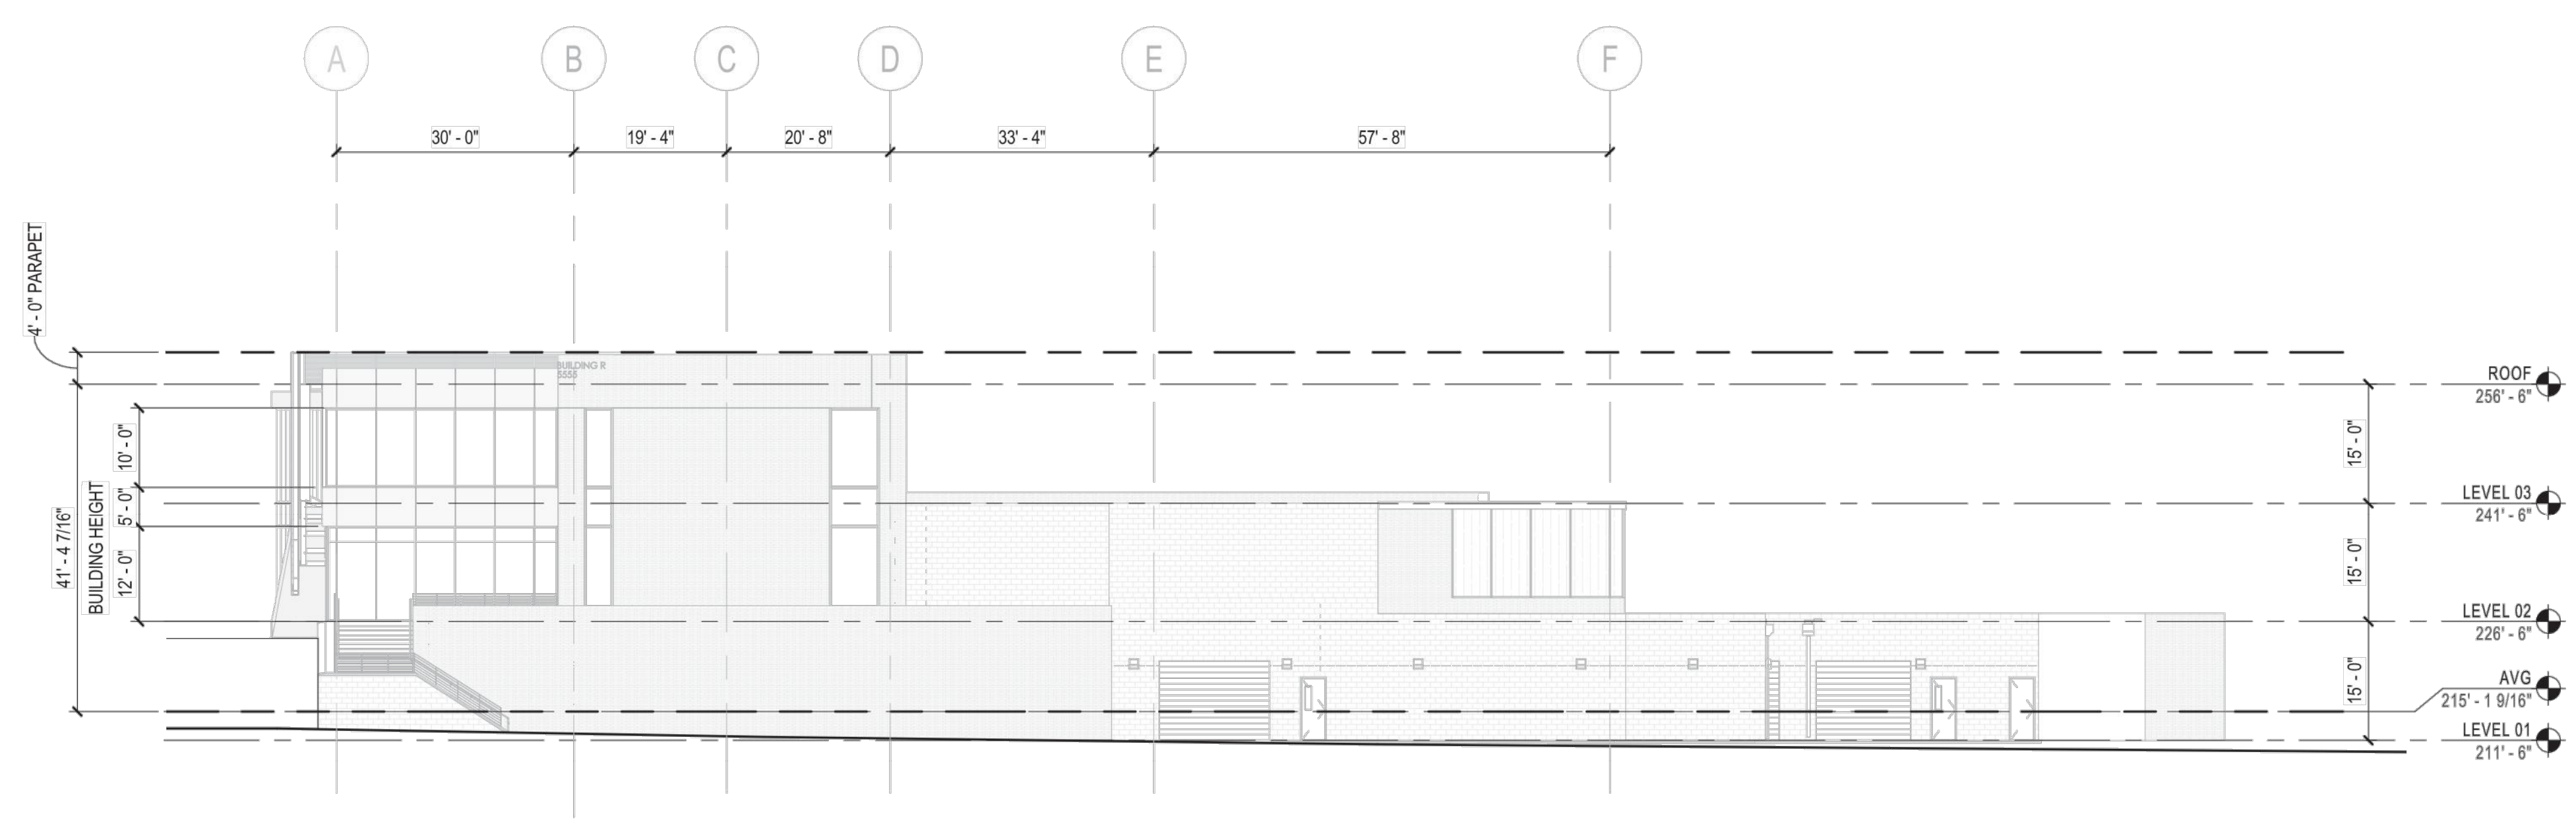 A
B
C
D
E
F
30' - 0"
19' - 4"
20' - 8"
33' - 4"
57' - 8"
4' - 0" PARAPET
BUILDING R
5555
ROOF
256' - 6"
LEVEL 03
241' - 6"
LEVEL 02
226' - 6"
AVG
215' - 1 9/16"
LEVEL 01
211' - 6"
41' - 4 7/16"
BUILDING HEIGHT
10' - 0"
5' - 0"
12' - 0"
15' - 0"
15' - 0"
15' - 0"